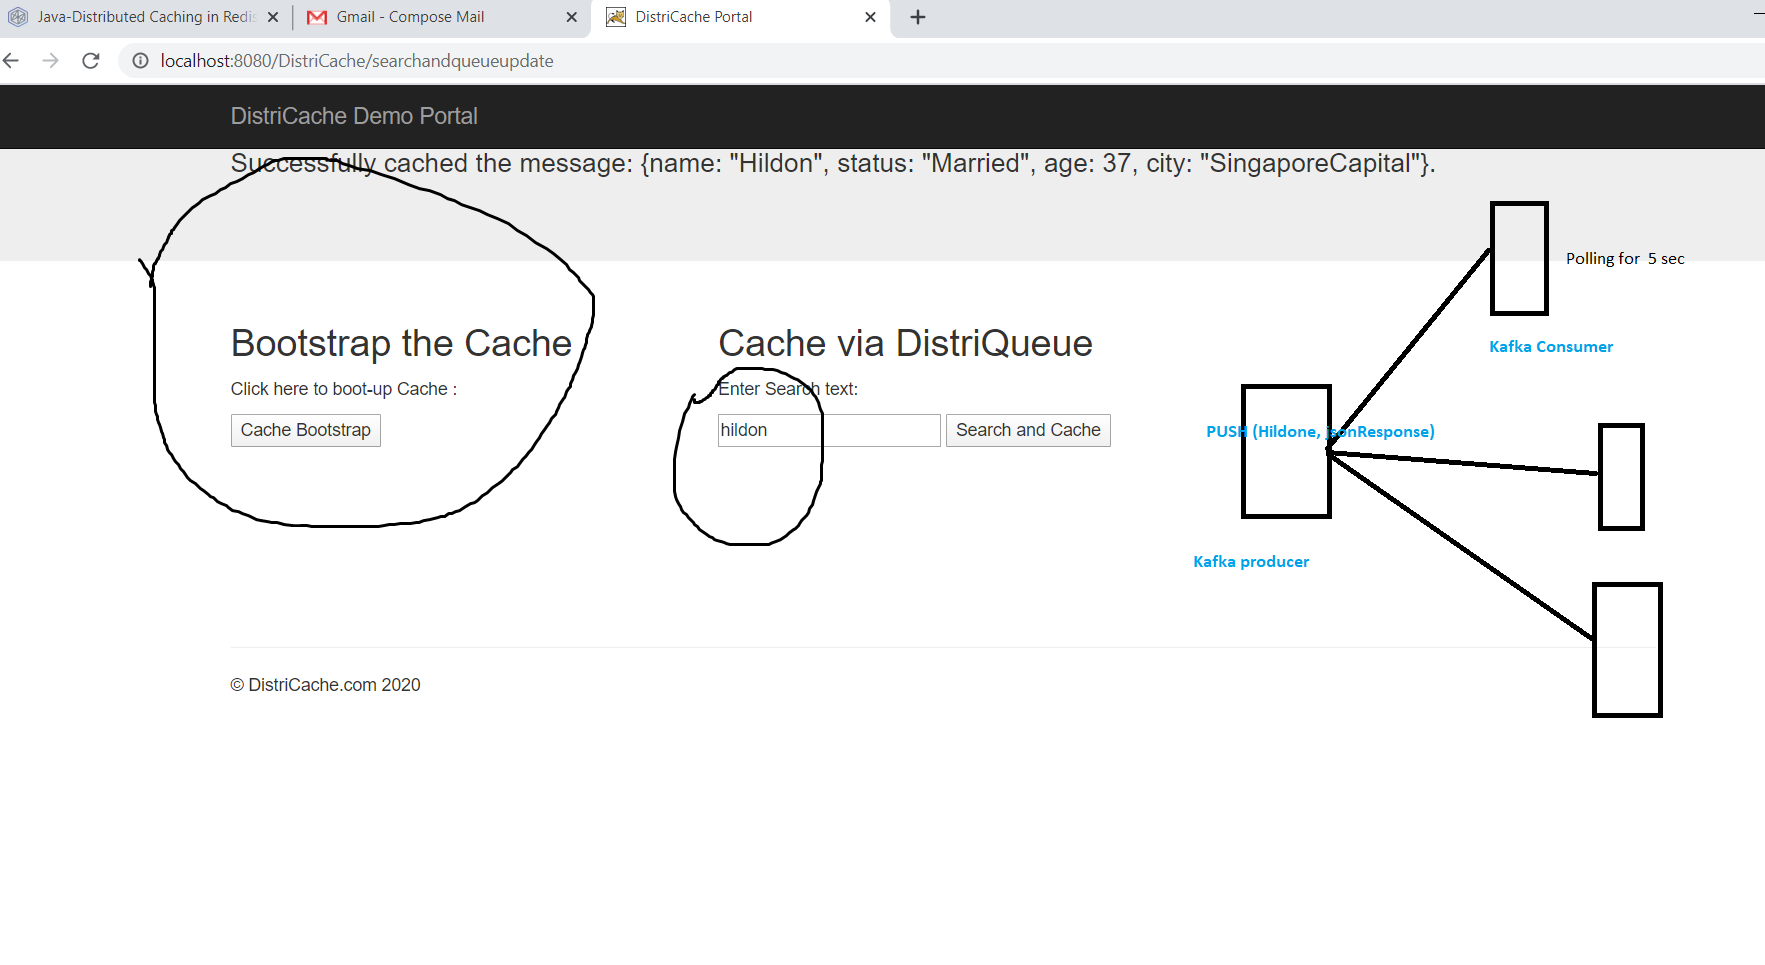 Java-Distributed Caching in Redis
Gmail - Compose Mail
DistriCache Portal
localhost:8080/DistriCache/searchandqueueupdate
DistriCache Demo Portal
Successfully cached the message: {name: "Hildon", status: "Married", age: 37, city: "SingaporeCapital"}.
Polling for 5 sec
Bootstrap the Cache
Cache via DistriQueue
Kafka Consumer
Click here to boot-up Cache :
Enter Search text:
Cache Bootstrap
hildon
Search and Cache
PUSH (Hildone, jsonResponse)
Kafka producer
© DistriCache.com 2020